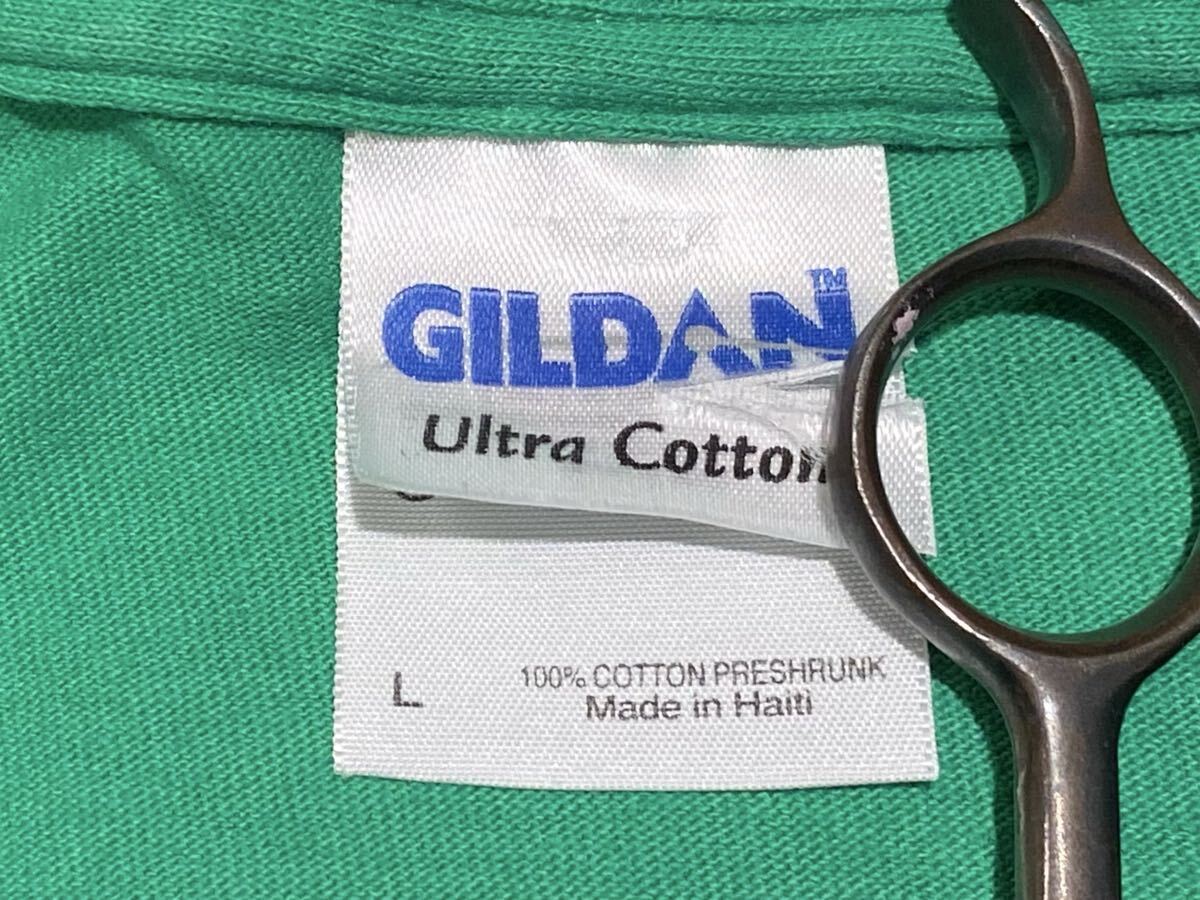 GILDAN™
Ultra Cotton
L
100% COTTON PRESHRUNK
Made in Haiti